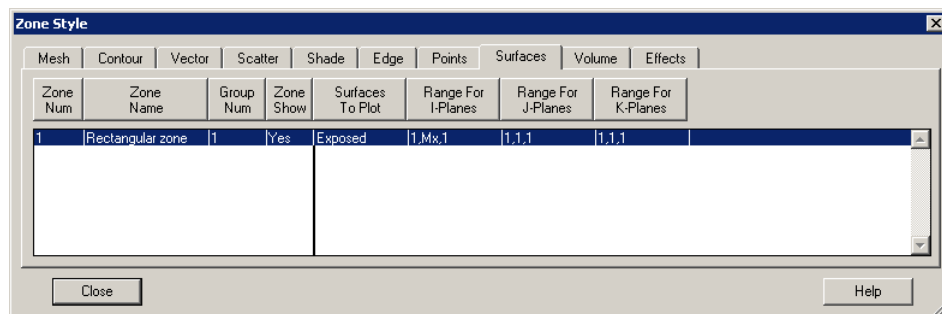 Zone Style
Mesh Contour Vector Scatter Shade Edge Points Surfaces Volume Effects
Zone Num Zone Name Group Num Zone Show Surfaces To Plot Range For I-Planes Range For J-Planes Range For K-Planes
1 Rectangular zone 1 Yes Exposed 1,Mx,1 1,1,1 1,1,1
Close Help